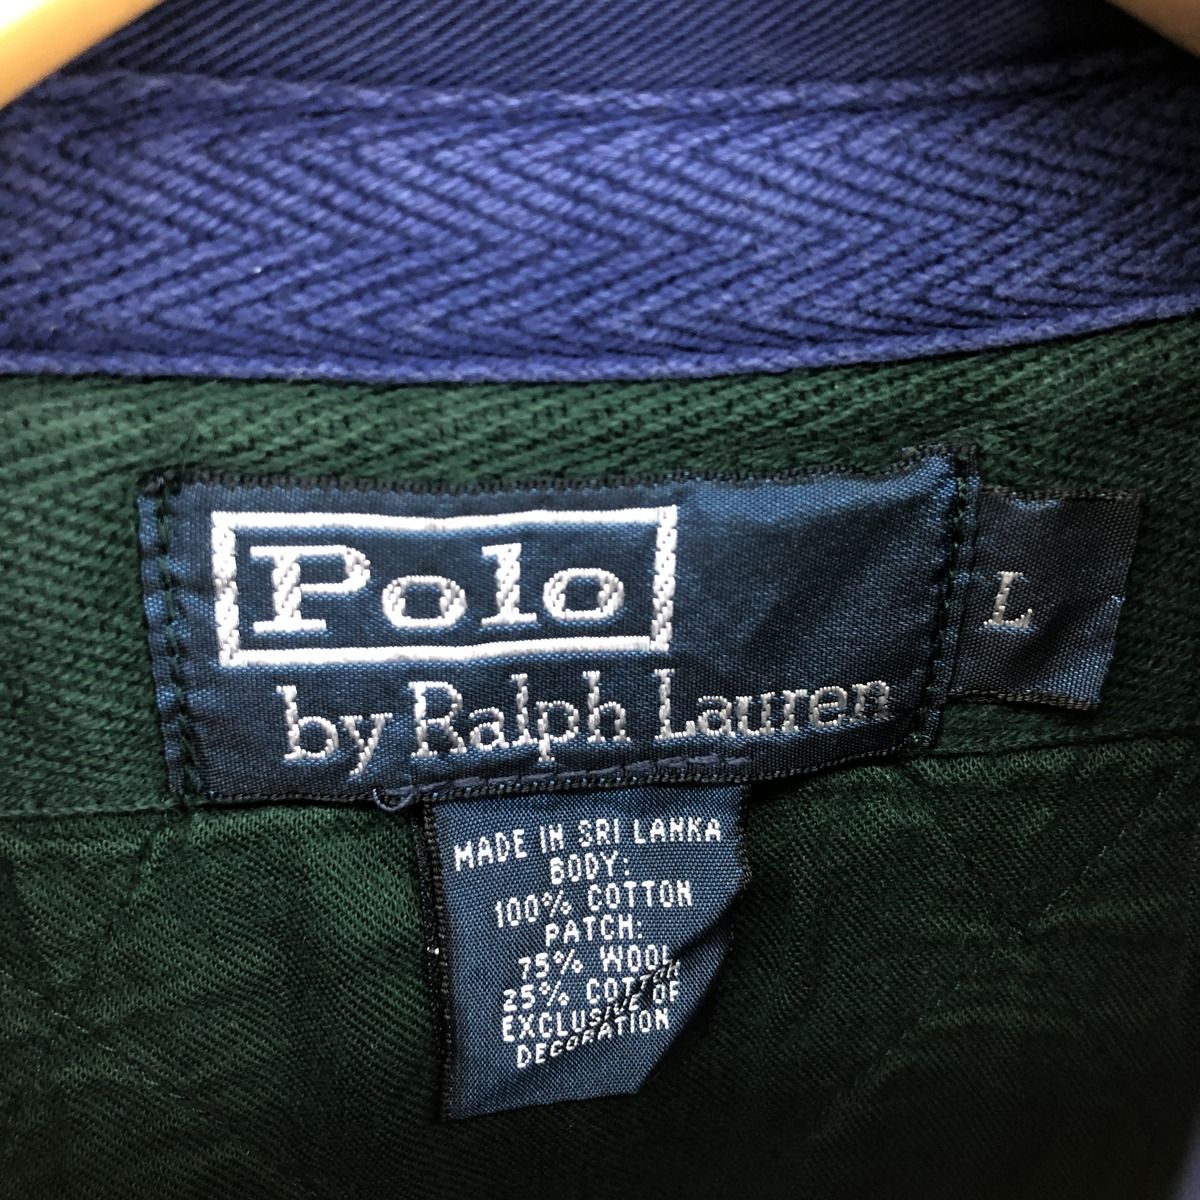 Polo
by Ralph Lauren
L
MADE IN SRI LANKA
BODY:
100% COTTON
PATCH:
75% WOOL
25% COTTON
EXCLUSIVE OF
DECORATION